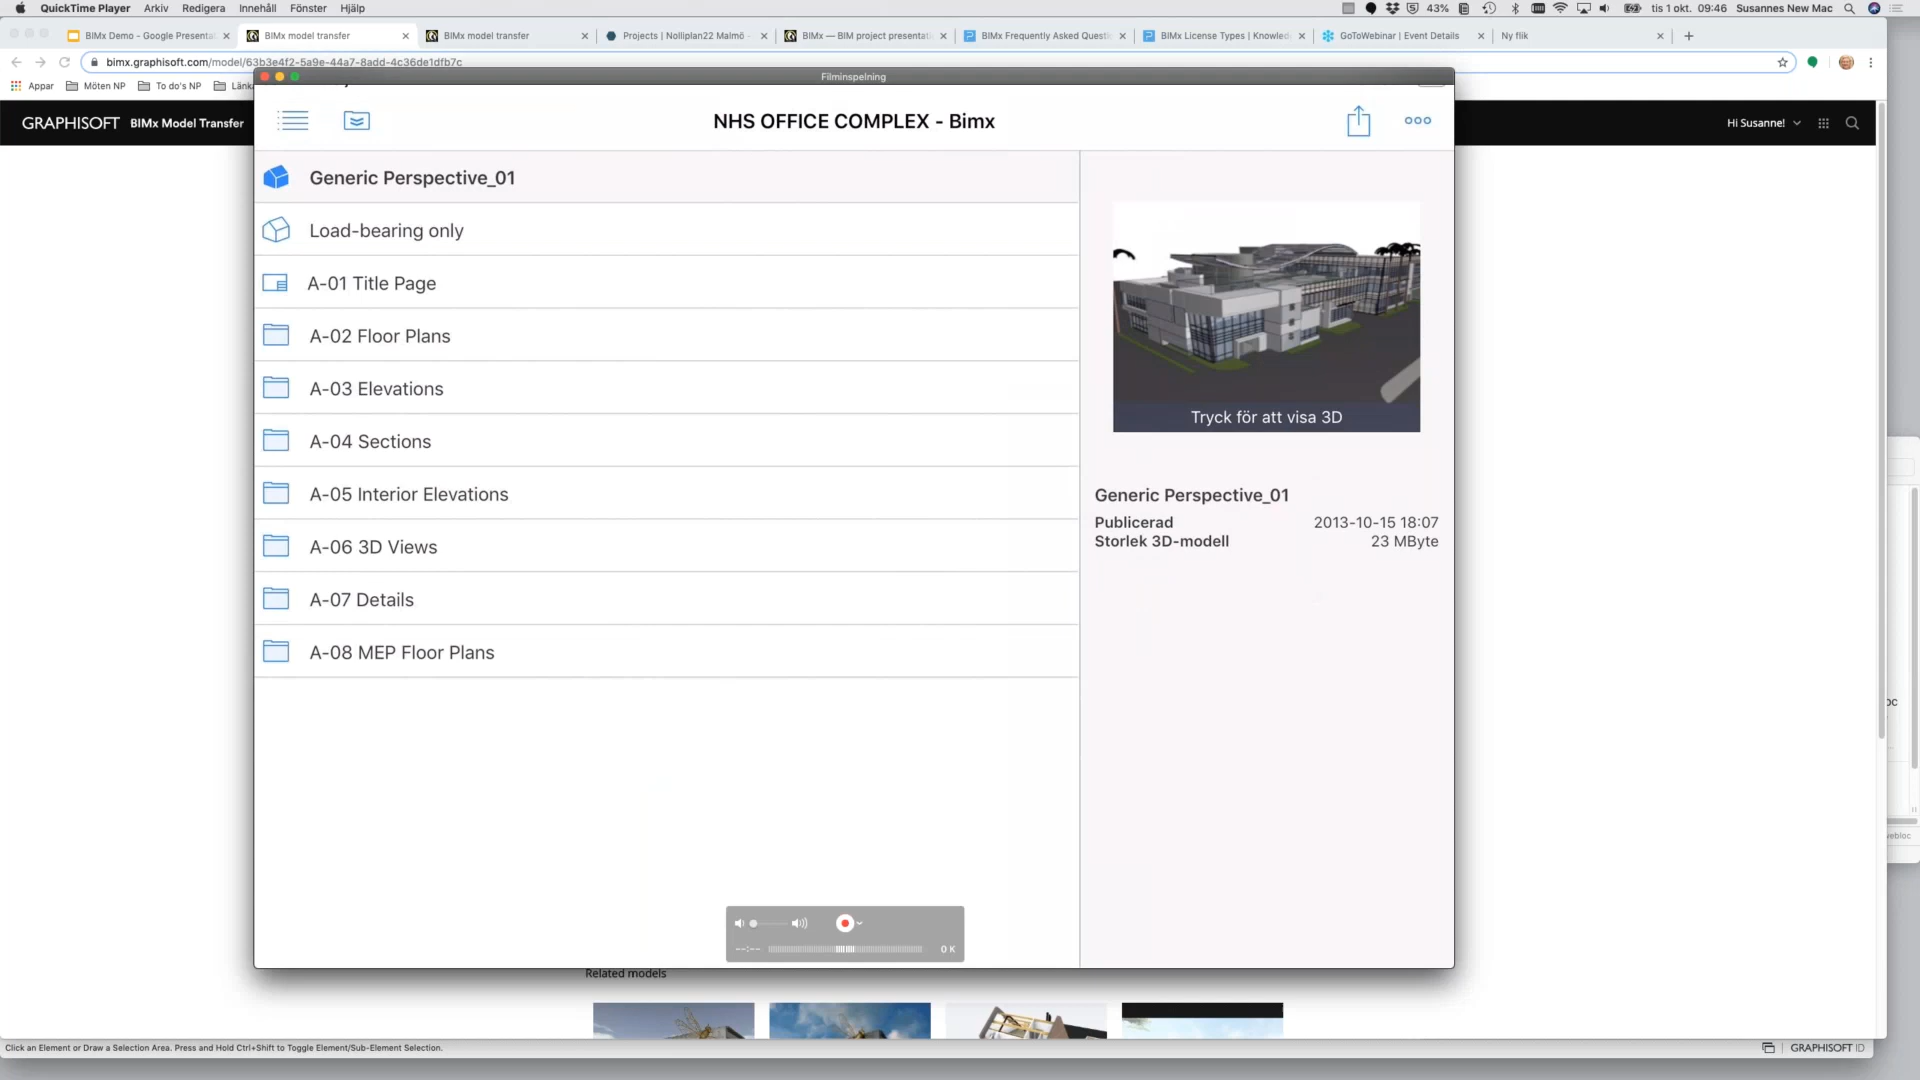 QuickTime Player Arkiv Redigera Innehåll Fönster Hjälp
43% tis 1 okt. 09:46 Susannes New Mac
BIMx Demo - Google Presenta
BIMx model transfer
BIMx model transfer
Projects | Nolliplan22 Malmö -
BIMx — BIM project presentati
BIMx Frequently Asked Questi
BIMx License Types | Knowled
GoToWebinar | Event Details
Ny flik
bimx.graphisoft.com/model/63b3e4f2-5a9e-44a7-8add-4c36de1dfb7c
Appar Möten NP To do's NP Länk
Filminspelning
GRAPHISOFT BIMx Model Transfer
Hi Susanne!
NHS OFFICE COMPLEX - Bimx
Generic Perspective_01
Load-bearing only
A-01 Title Page
A-02 Floor Plans
A-03 Elevations
A-04 Sections
A-05 Interior Elevations
A-06 3D Views
A-07 Details
A-08 MEP Floor Plans
Tryck för att visa 3D
Generic Perspective_01
Publicerad 2013-10-15 18:07
Storlek 3D-modell 23 MByte
--:-- 0 K
Related models
Click an Element or Draw a Selection Area. Press and Hold Ctrl+Shift to Toggle Element/Sub-Element Selection.
GRAPHISOFT ID